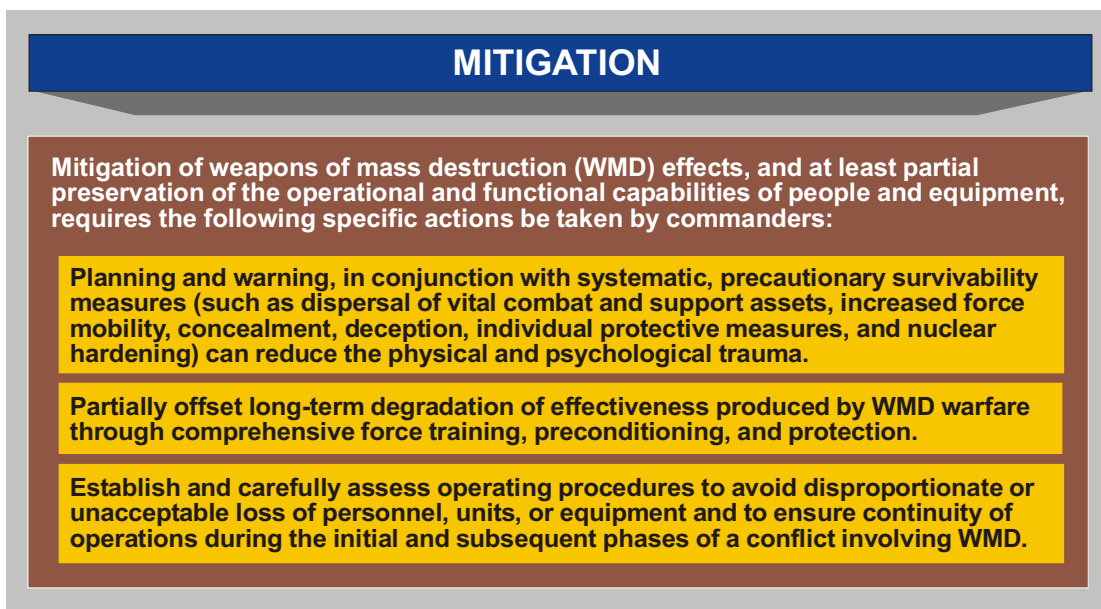 MITIGATION
Mitigation of weapons of mass destruction (WMD) effects, and at least partial
preservation of the operational and functional capabilities of people and equipment,
requires the following specific actions be taken by commanders:
Planning and warning, in conjunction with systematic, precautionary survivability
measures (such as dispersal of vital combat and support assets, increased force
mobility, concealment, deception, individual protective measures, and nuclear
hardening) can reduce the physical and psychological trauma.
Partially offset long-term degradation of effectiveness produced by WMD warfare
through comprehensive force training, preconditioning, and protection.
Establish and carefully assess operating procedures to avoid disproportionate or
unacceptable loss of personnel, units, or equipment and to ensure continuity of
operations during the initial and subsequent phases of a conflict involving WMD.